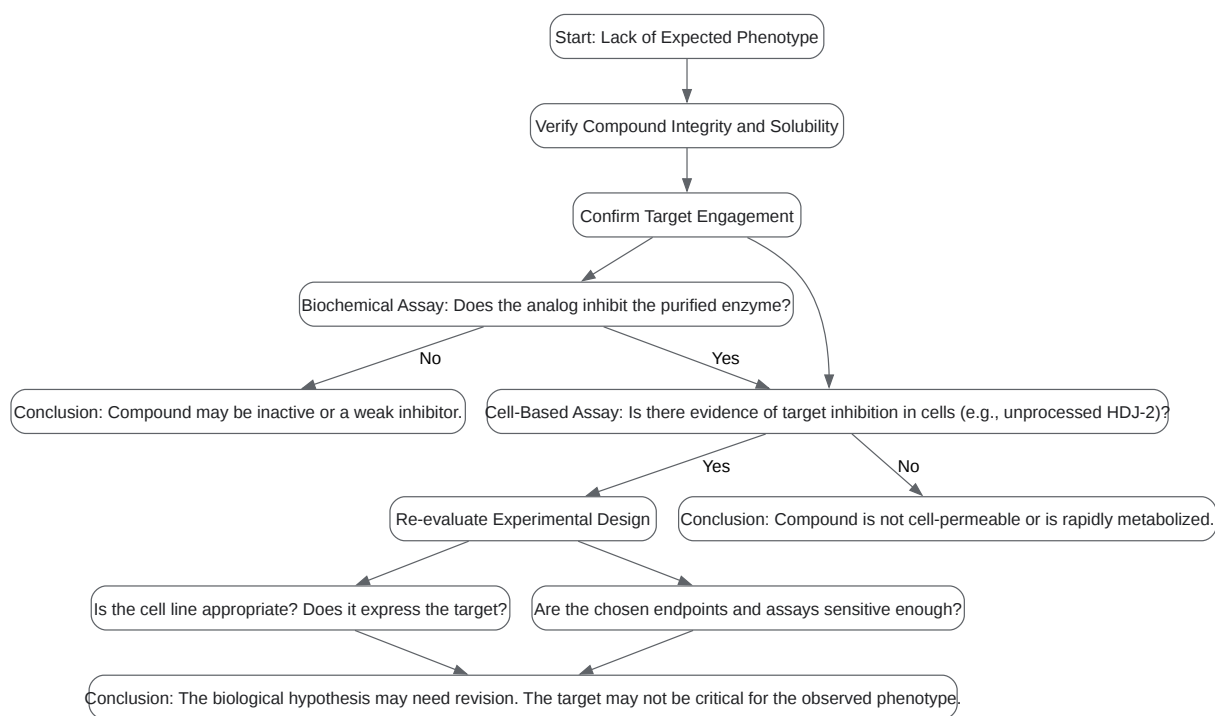 Start: Lack of Expected Phenotype
Verify Compound Integrity and Solubility
Confirm Target Engagement
Biochemical Assay: Does the analog inhibit the purified enzyme?
No
Yes
Conclusion: Compound may be inactive or a weak inhibitor.
Cell-Based Assay: Is there evidence of target inhibition in cells (e.g., unprocessed HDJ-2)?
Yes
No
Re-evaluate Experimental Design
Conclusion: Compound is not cell-permeable or is rapidly metabolized.
Is the cell line appropriate? Does it express the target?
Are the chosen endpoints and assays sensitive enough?
Conclusion: The biological hypothesis may need revision. The target may not be critical for the observed phenotype.